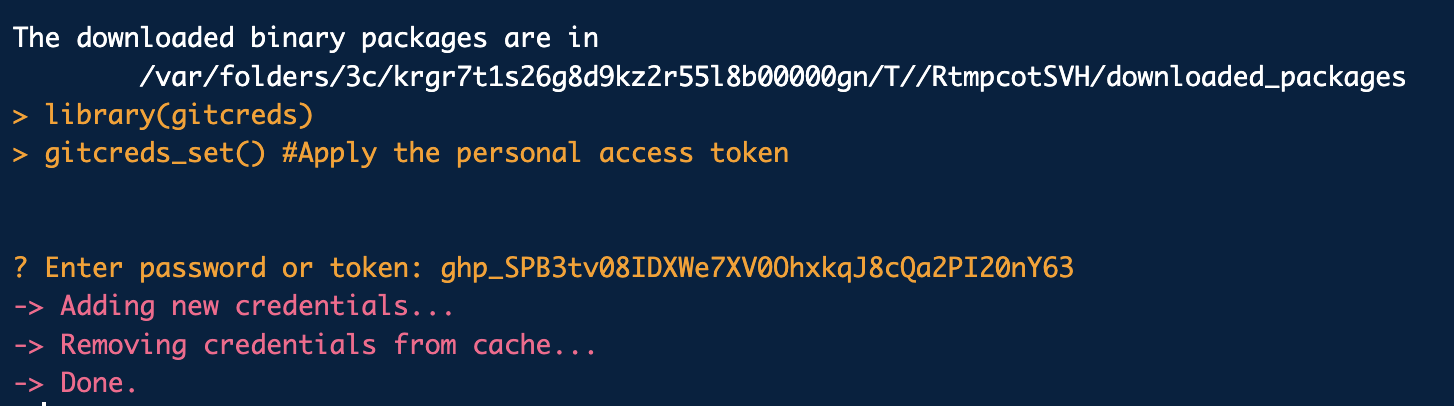 The downloaded binary packages are in
/var/folders/3c/krgr7t1s26g8d9kz2r55l8b00000gn/T//RtmpcotSVH/downloaded_packages
> library(gitcreds)
> gitcreds_set() #Apply the personal access token
? Enter password or token: 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
-> Adding new credentials...
-> Removing credentials from cache...
-> Done.